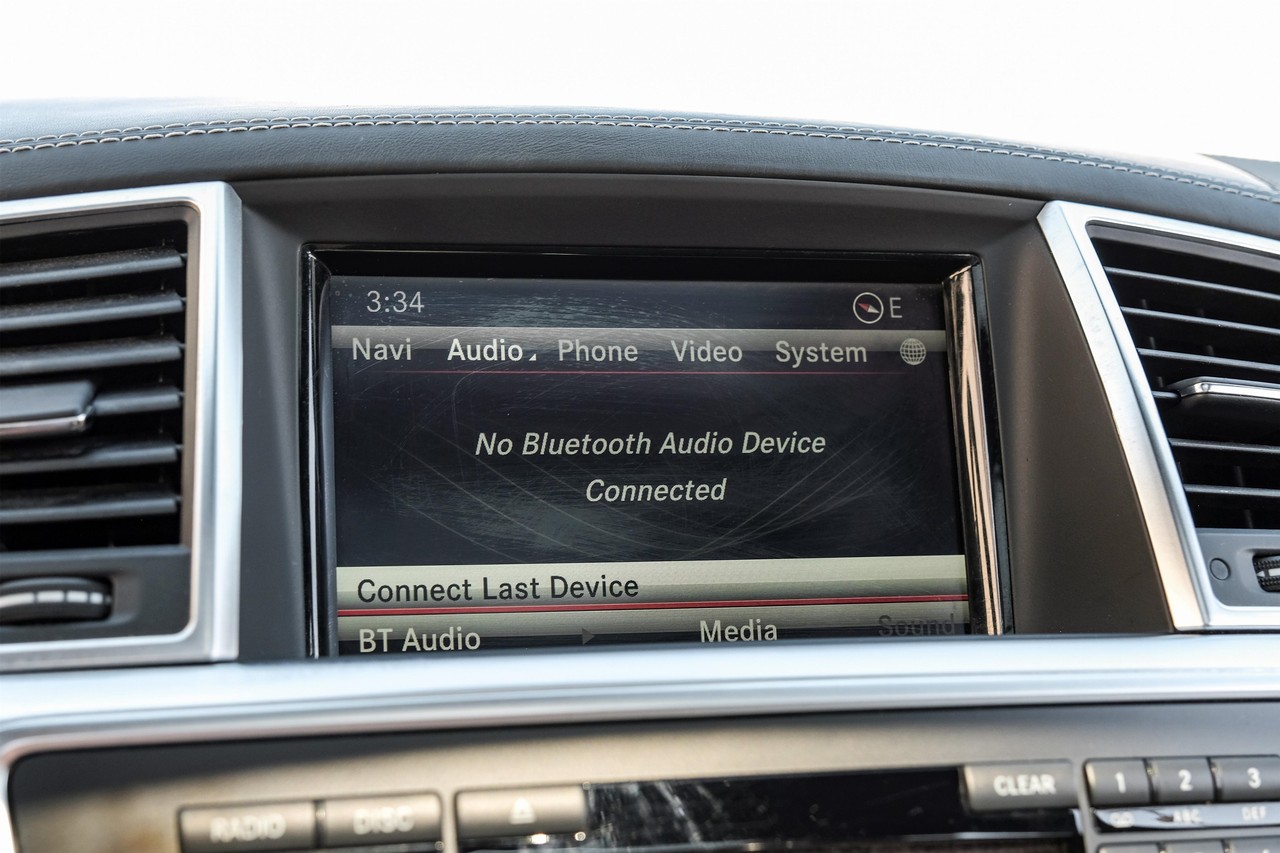 3:34 E
Navi Audio Phone Video System
No Bluetooth Audio Device
Connected
Connect Last Device
BT Audio Media Sound
CLEAR 1 2 3
RADIO DISC
ABC DEF